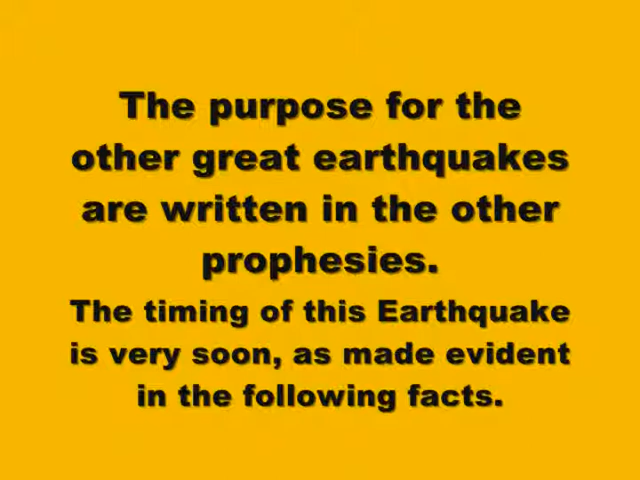 The purpose for the
other great earthquakes
are written in the other
prophesies.
The timing of this Earthquake
is very soon, as made evident
in the following facts.